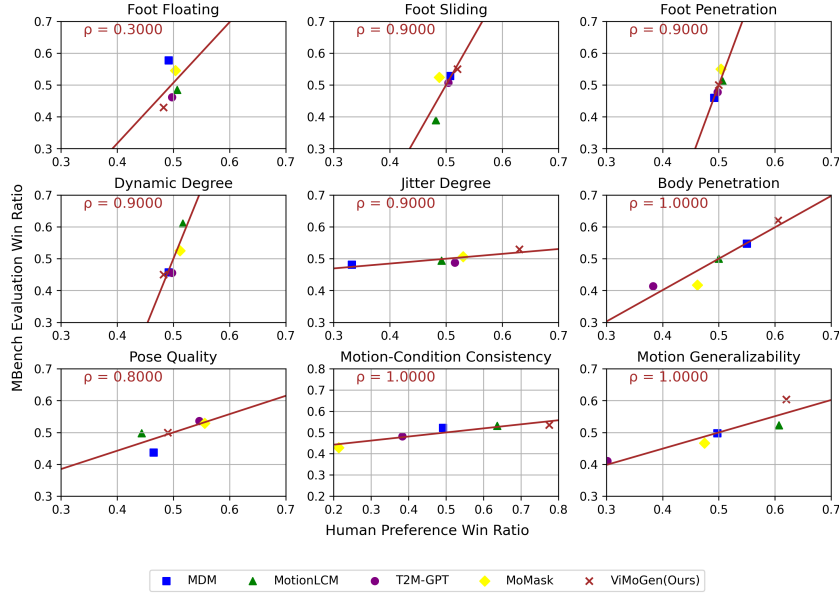 Foot Floating
Foot Sliding
Foot Penetration
0.7
0.6
0.5
0.4
0.3
ρ = 0.3000
0.3 0.4 0.5 0.6 0.7
0.7
0.6
0.5
0.4
0.3
ρ = 0.9000
0.3 0.4 0.5 0.6 0.7
0.7
0.6
0.5
0.4
0.3
ρ = 0.9000
0.3 0.4 0.5 0.6 0.7
MBench Evaluation Win Ratio
Dynamic Degree
Jitter Degree
Body Penetration
0.7
0.6
0.5
0.4
0.3
ρ = 0.9000
0.3 0.4 0.5 0.6 0.7
0.7
0.6
0.5
0.4
0.3
ρ = 0.9000
0.3 0.4 0.5 0.6 0.7
0.7
0.6
0.5
0.4
0.3
ρ = 1.0000
0.3 0.4 0.5 0.6 0.7
Pose Quality
Motion-Condition Consistency
Motion Generalizability
0.7
0.6
0.5
0.4
0.3
ρ = 0.8000
0.3 0.4 0.5 0.6 0.7
0.8
0.7
0.6
0.5
0.4
0.3
0.2
ρ = 1.0000
0.2 0.3 0.4 0.5 0.6 0.7 0.8
0.7
0.6
0.5
0.4
0.3
ρ = 1.0000
0.3 0.4 0.5 0.6 0.7
Human Preference Win Ratio
MDM MotionLCM T2M-GPT MoMask ViMoGen(Ours)